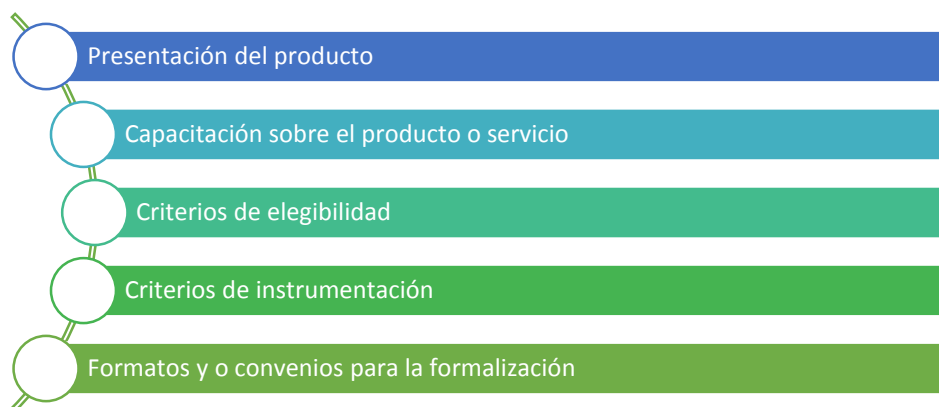 Presentación del producto
Capacitación sobre el producto o servicio
Criterios de elegibilidad
Criterios de instrumentación
Formatos y o convenios para la formalización